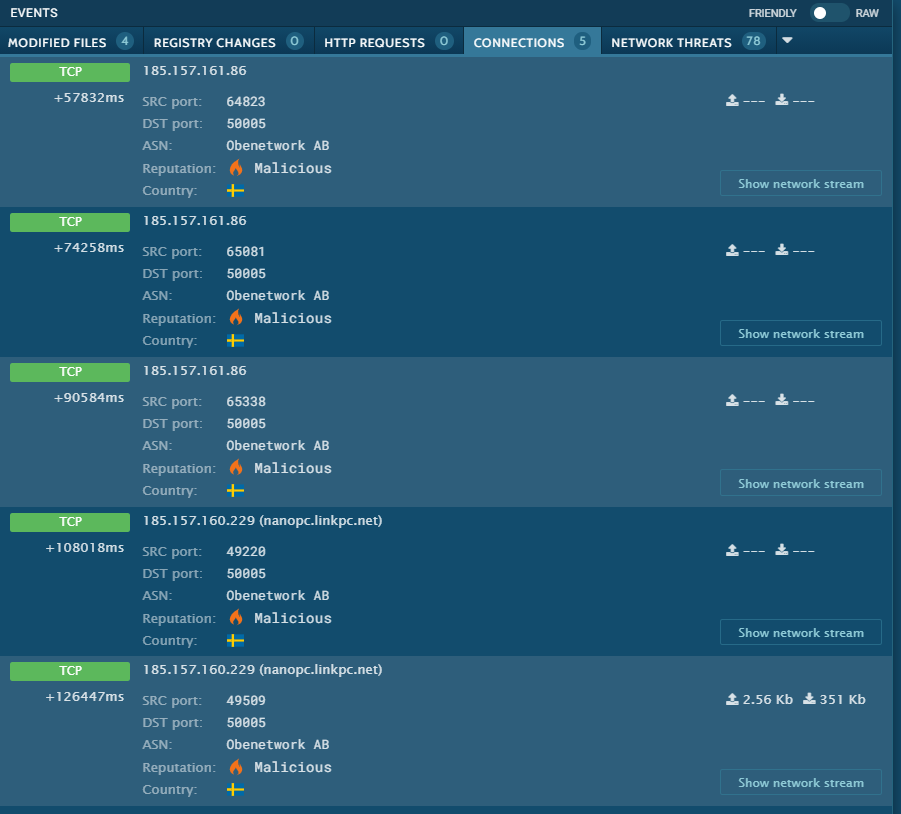 EVENTS FRIENDLY RAW
MODIFIED FILES 4 REGISTRY CHANGES 0 HTTP REQUESTS 0 CONNECTIONS 5 NETWORK THREATS 78
TCP 185.157.161.86
+57832ms
SRC port: 64823 --- ---
DST port: 50005
ASN: Obenetwork AB
Reputation: Malicious
Country: Show network stream
TCP 185.157.161.86
+74258ms
SRC port: 65081 --- ---
DST port: 50005
ASN: Obenetwork AB
Reputation: Malicious
Country: Show network stream
TCP 185.157.161.86
+90584ms
SRC port: 65338 --- ---
DST port: 50005
ASN: Obenetwork AB
Reputation: Malicious
Country: Show network stream
TCP 185.157.160.229 (nanopc.linkpc.net)
+108018ms
SRC port: 49220 --- ---
DST port: 50005
ASN: Obenetwork AB
Reputation: Malicious
Country: Show network stream
TCP 185.157.160.229 (nanopc.linkpc.net)
+126447ms
SRC port: 49509 2.56 Kb 351 Kb
DST port: 50005
ASN: Obenetwork AB
Reputation: Malicious
Country: Show network stream